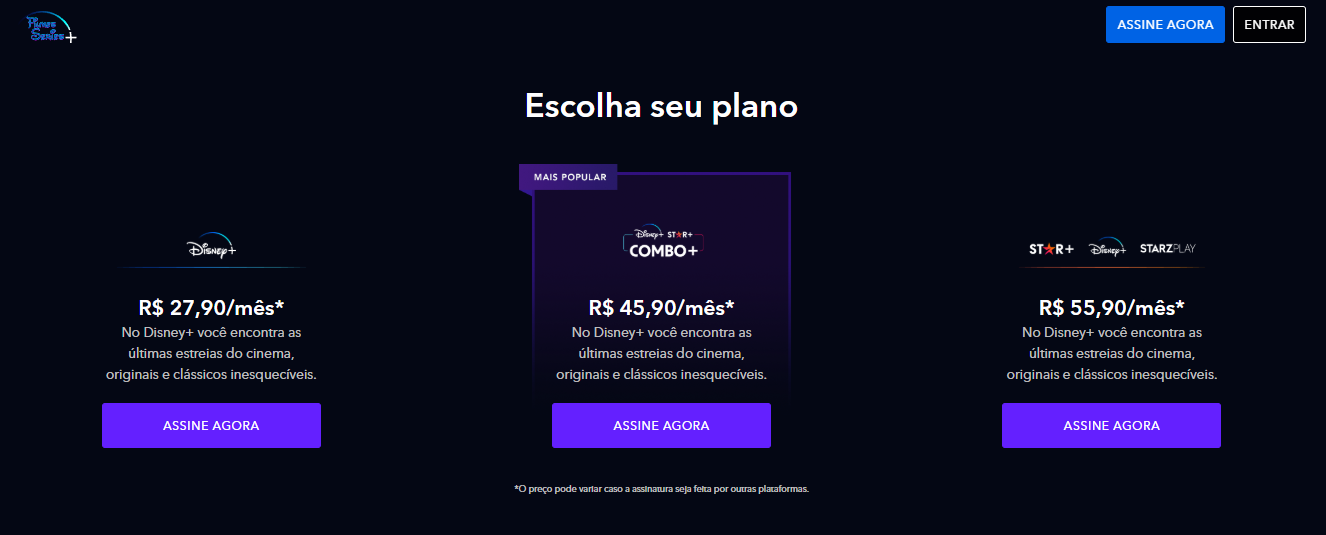 Plause
Series+
ASSINE AGORA
ENTRAR
Escolha seu plano
MAIS POPULAR
Disney+
R$ 27,90/mês*
No Disney+ você encontra as
últimas estreias do cinema,
originais e clássicos inesquecíveis.
ASSINE AGORA
Disney+ STAR+
COMBO+
R$ 45,90/mês*
No Disney+ você encontra as
últimas estreias do cinema,
originais e clássicos inesquecíveis.
ASSINE AGORA
STAR+ Disney+ STARZPLAY
R$ 55,90/mês*
No Disney+ você encontra as
últimas estreias do cinema,
originais e clássicos inesquecíveis.
ASSINE AGORA
*O preço pode variar caso a assinatura seja feita por outras plataformas.